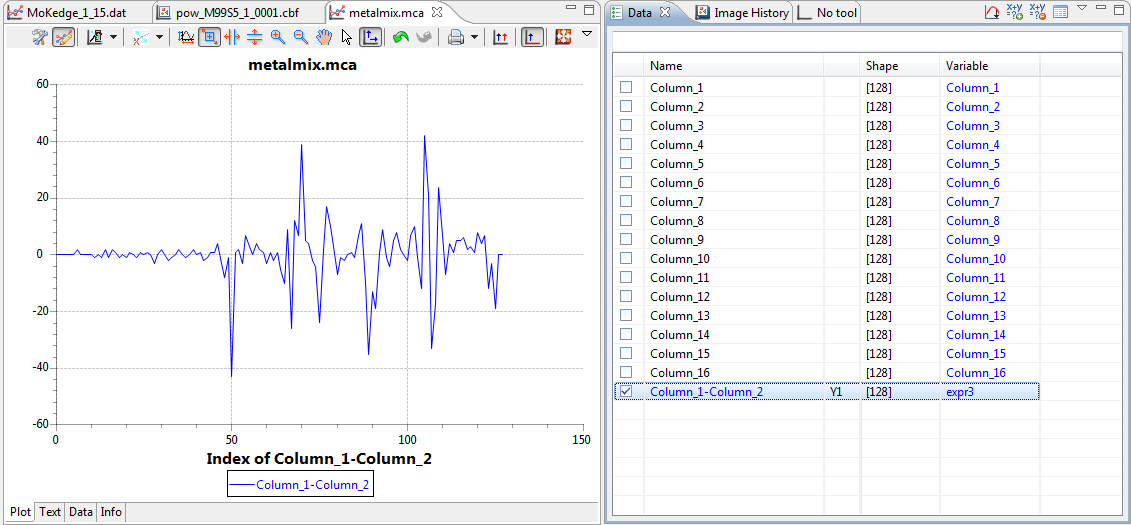 MoKedge_1_15.dat pow_M99S5_1_0001.cbf metalmix.mca
metalmix.mca
60
40
20
0
-20
-40
-60
0 50 100 150
Index of Column_1-Column_2
Column_1-Column_2
Plot Text Data Info
Data Image History No tool
Name Shape Variable
Column_1 [128] Column_1
Column_2 [128] Column_2
Column_3 [128] Column_3
Column_4 [128] Column_4
Column_5 [128] Column_5
Column_6 [128] Column_6
Column_7 [128] Column_7
Column_8 [128] Column_8
Column_9 [128] Column_9
Column_10 [128] Column_10
Column_11 [128] Column_11
Column_12 [128] Column_12
Column_13 [128] Column_13
Column_14 [128] Column_14
Column_15 [128] Column_15
Column_16 [128] Column_16
Column_1-Column_2 Y1 [128] expr3